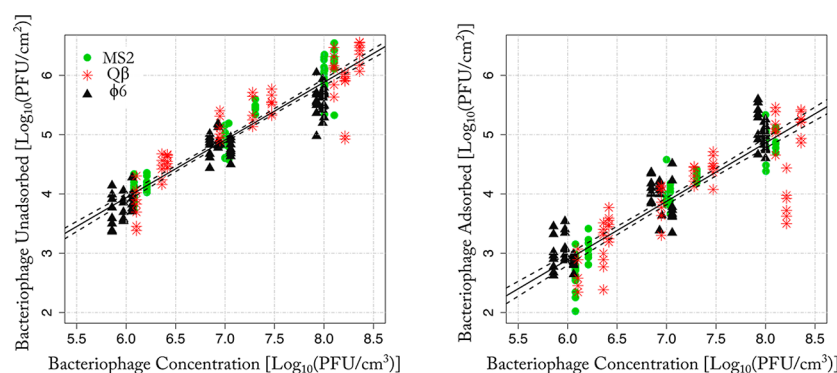 Bacteriophage Unadsorbed [Log₁₀(PFU/cm²)]
6
5
4
3
2
MS2
Qβ
ϕ6
5.5 6.0 6.5 7.0 7.5 8.0 8.5
Bacteriophage Concentration [Log₁₀(PFU/cm³)]
Bacteriophage Adsorbed [Log₁₀(PFU/cm²)]
6
5
4
3
2
5.5 6.0 6.5 7.0 7.5 8.0 8.5
Bacteriophage Concentration [Log₁₀(PFU/cm³)]